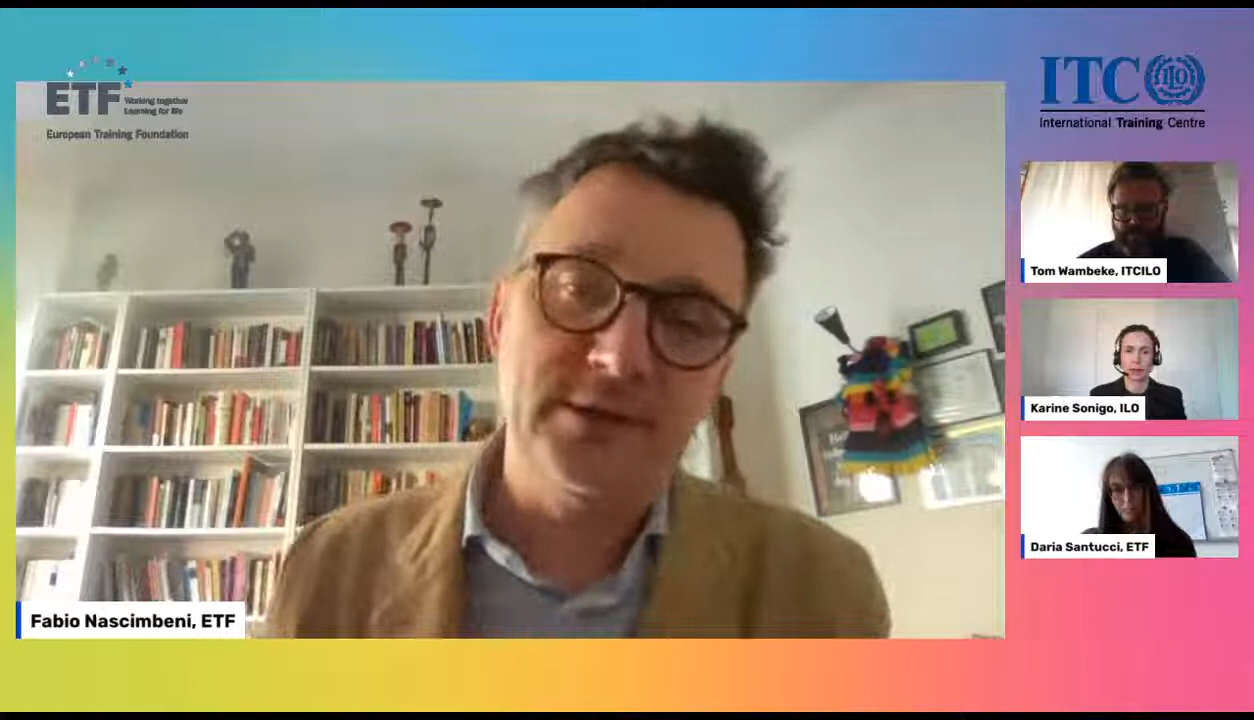 ETF
Working together
Learning for life
European Training Foundation
ITC
ILO
International Training Centre
Tom Wambeke, ITCILO
Karine Sonigo, ILO
Daria Santucci, ETF
Fabio Nascimbeni, ETF